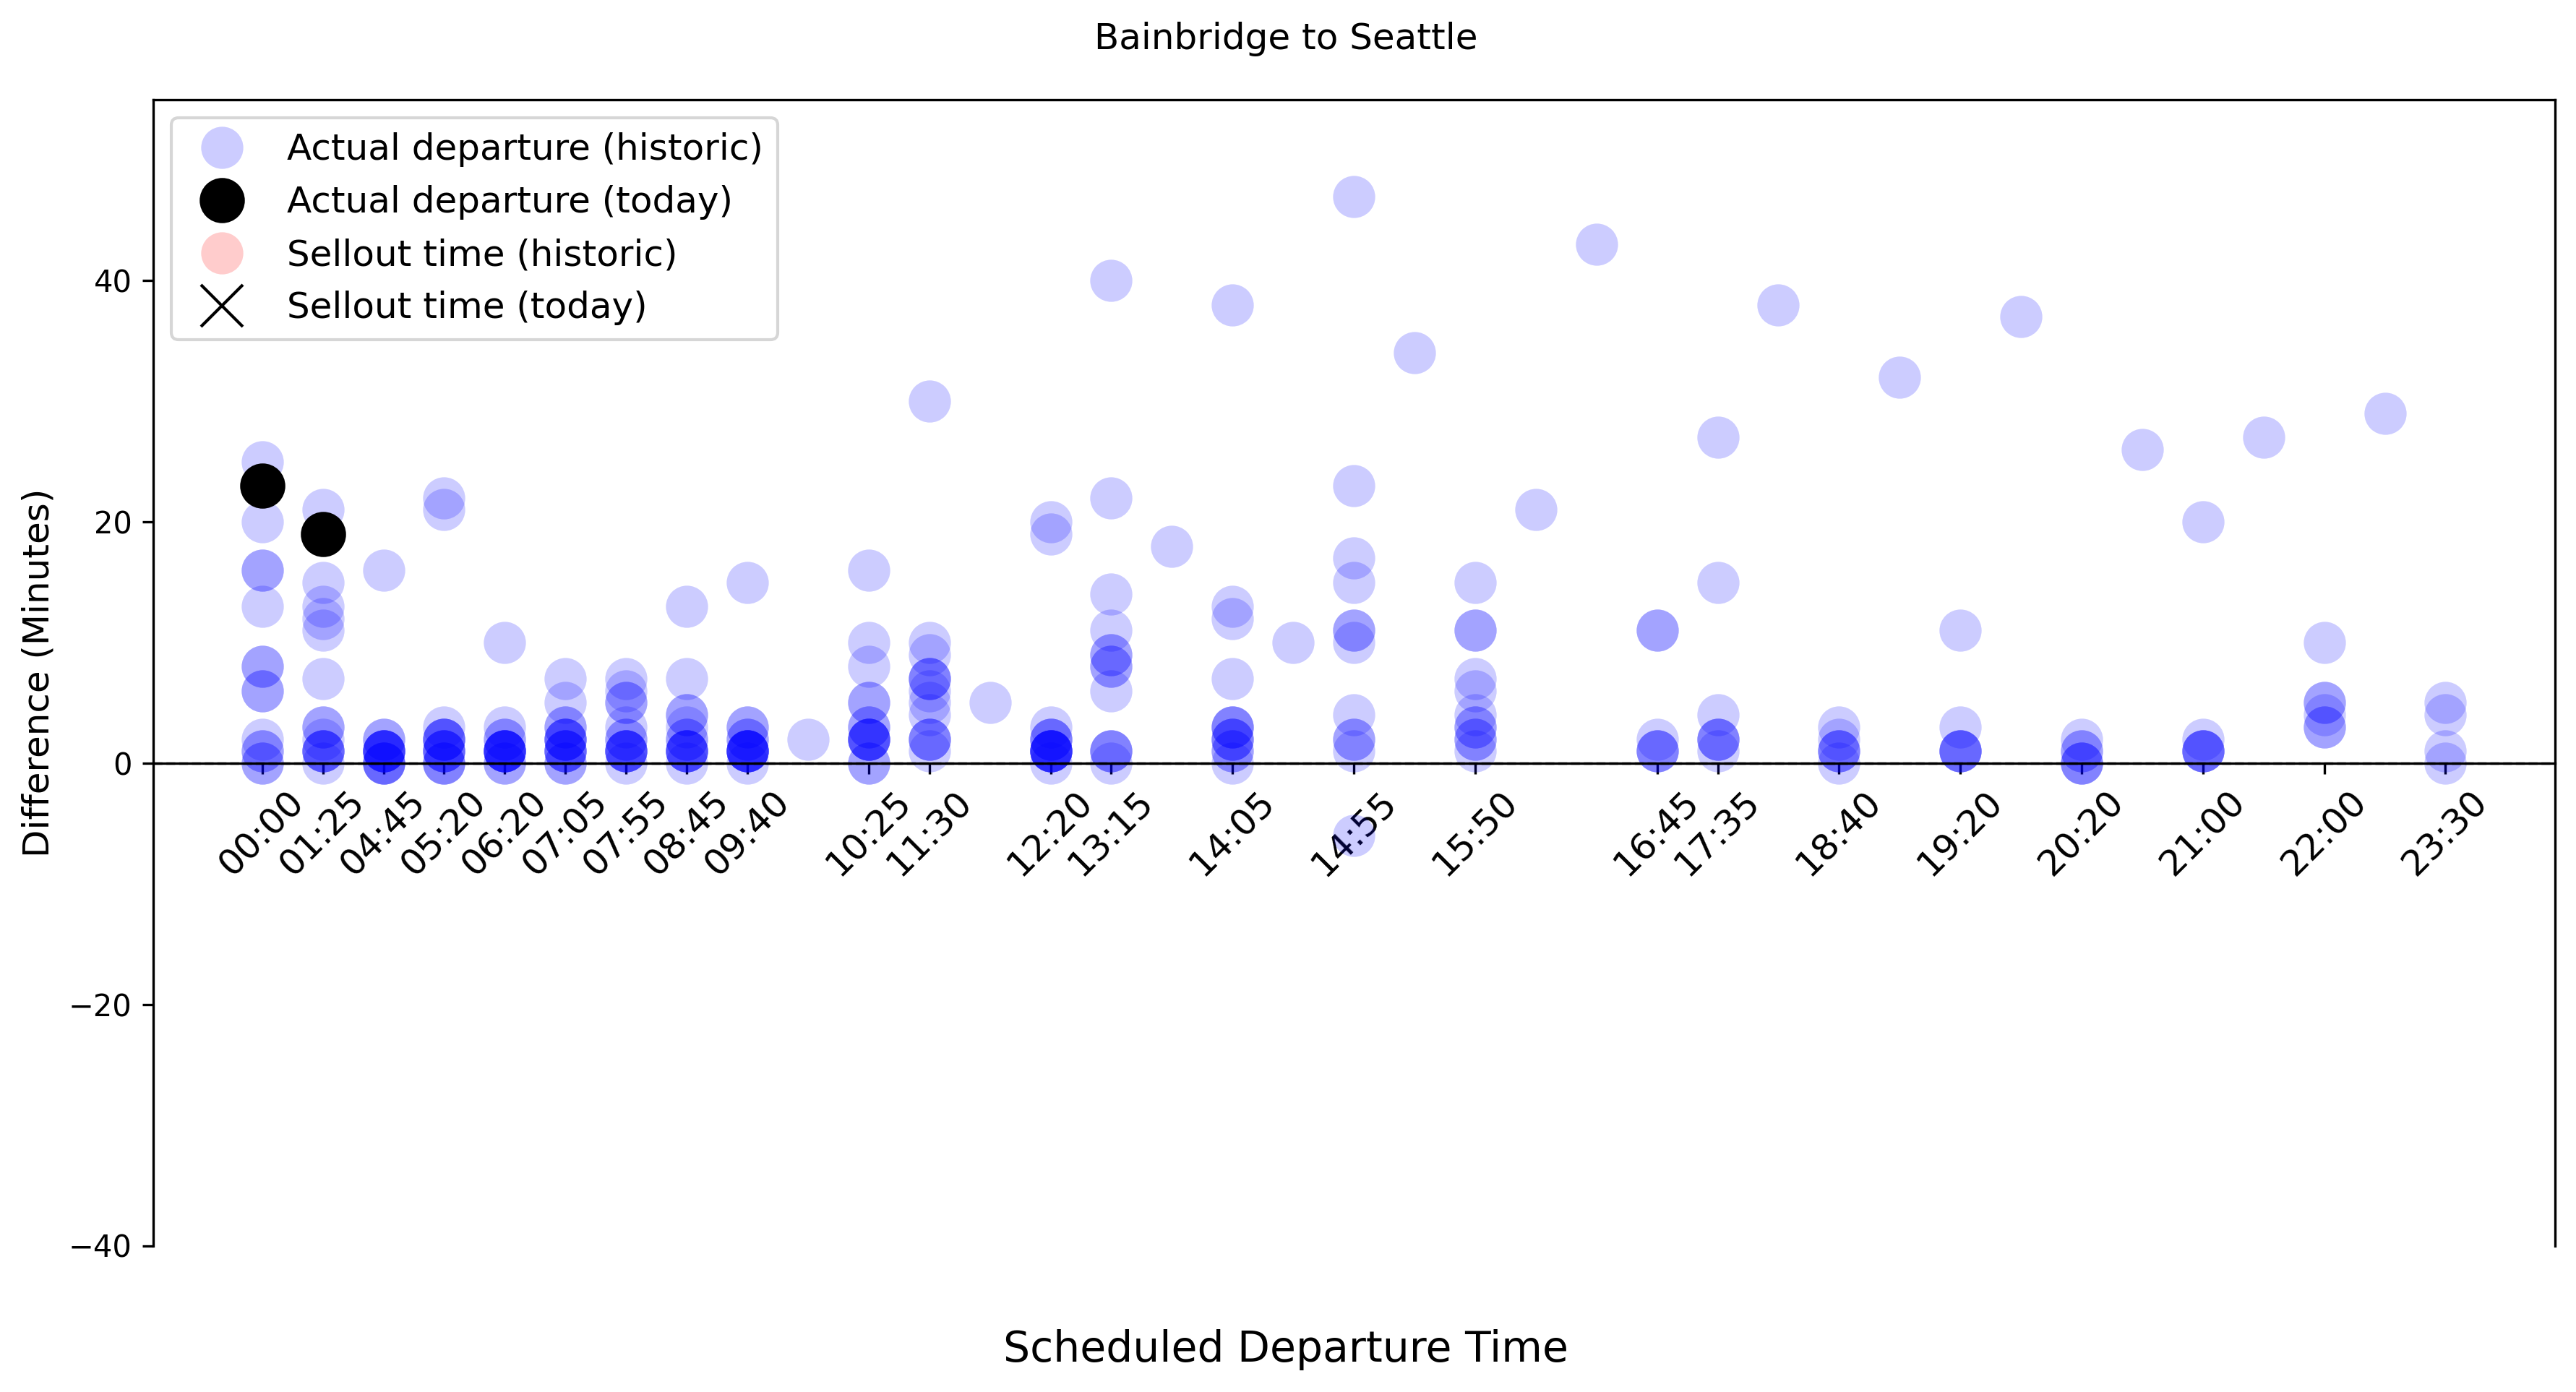 Bainbridge to Seattle
Actual departure (historic)
Actual departure (today)
Sellout time (historic)
Sellout time (today)
Difference (Minutes)
40
20
0
−20
−40
00:00 01:25 04:45 05:20 06:20 07:05 07:55 08:45 09:40 10:25 11:30 12:20 13:15 14:05 14:55 15:50 16:45 17:35 18:40 19:20 20:20 21:00 22:00 23:30
Scheduled Departure Time